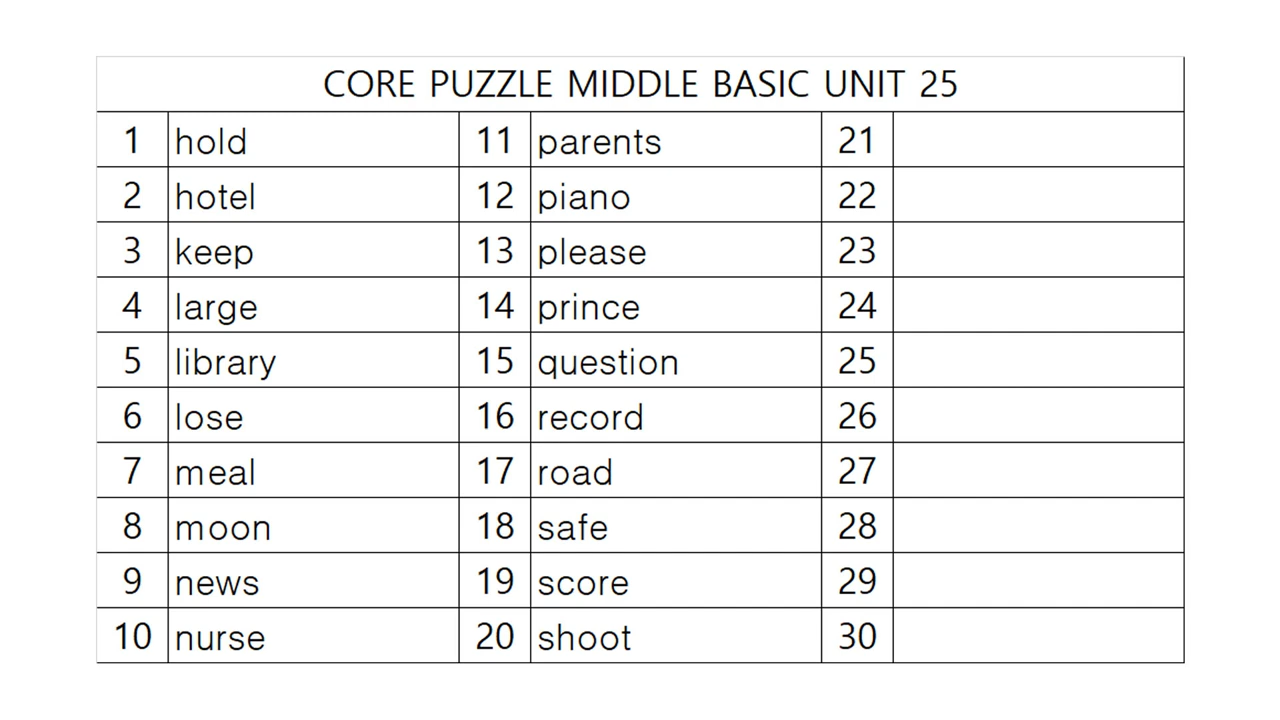 CORE PUZZLE MIDDLE BASIC UNIT 25
1 hold 11 parents 21
2 hotel 12 piano 22
3 keep 13 please 23
4 large 14 prince 24
5 library 15 question 25
6 lose 16 record 26
7 meal 17 road 27
8 moon 18 safe 28
9 news 19 score 29
10 nurse 20 shoot 30